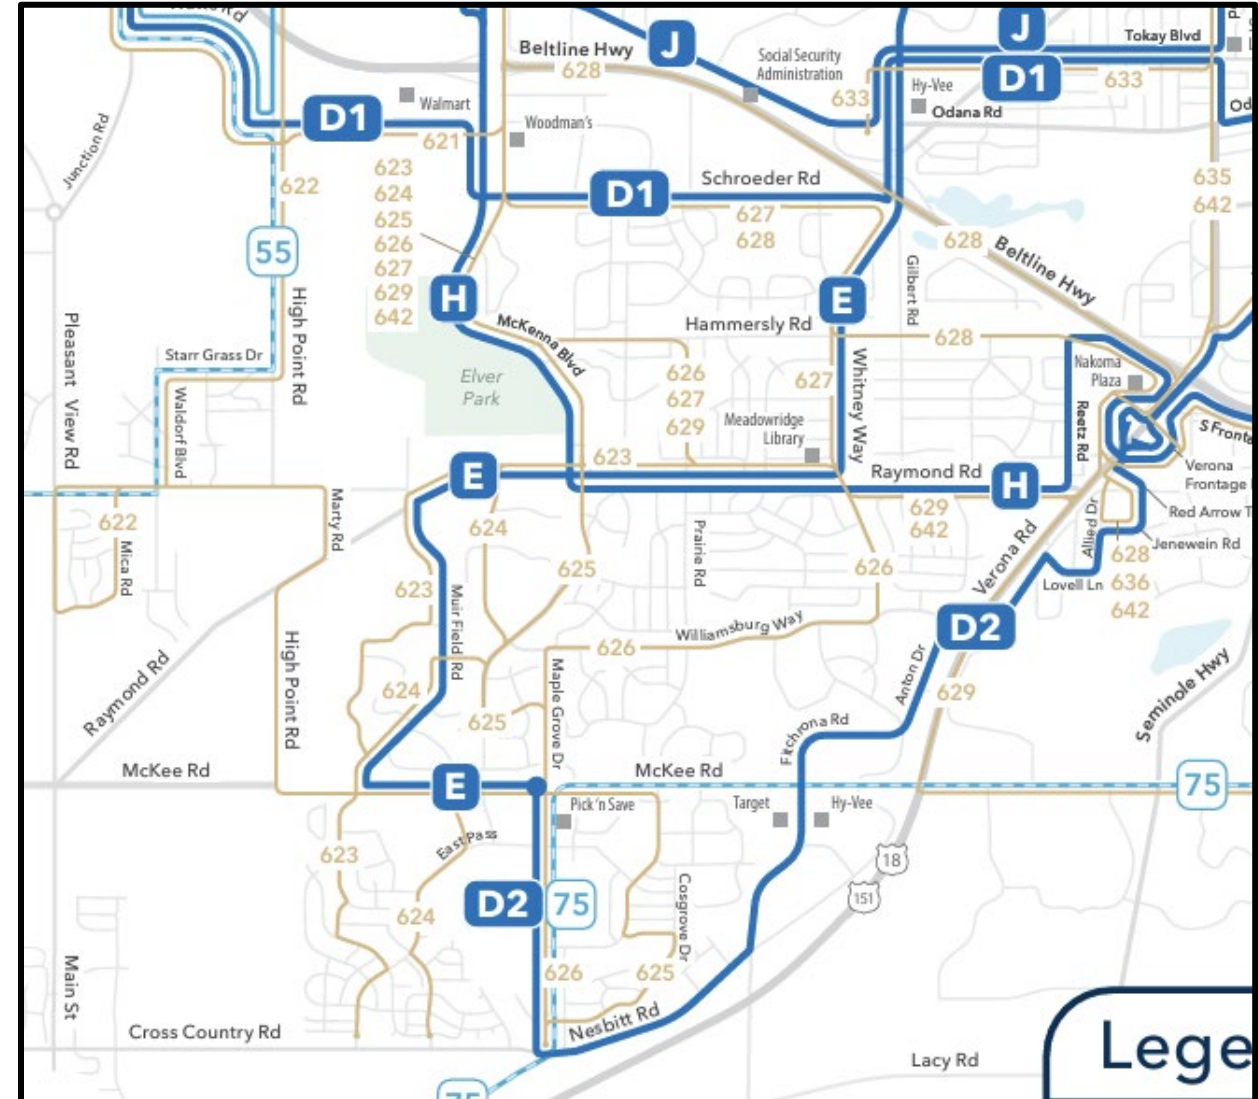 J
J
Beltline Hwy
628
Social Security
Administration
Tokay Blvd
D1
633
633
Hy-Vee
Odana Rd
Walmart
D1
621
Woodman's
Junction Rd
622
623
624
625
626
627
629
642
Schroeder Rd
D1
627
628
635
642
55
628
Beltline Hwy
Gilbert Rd
H
E
High Point Rd
McKenna Blvd
Hammersly Rd
628
Pleasant View Rd
Starr Grass Dr
Waldorf Blvd
Elver
Park
626
627
629
627
Whitney Way
Nakoma
Plaza
Reetz Rd
Meadowridge
Library
S Fronta
623
E
Raymond Rd
H
Verona
Frontage
622
Mica Rd
Marty Rd
624
625
Prairie Rd
629
642
626
Verona Rd
Allied Dr
Red Arrow T
Jenewein Rd
628
636
642
Lovell Ln
623
Muir Field Rd
Williamsburg Way
626
D2
High Point Rd
Raymond Rd
624
625
Maple Grove Dr
Anton Dr
629
Seminole Hwy
Fitchrona Rd
McKee Rd
E
McKee Rd
75
Pick 'n Save
Target
Hy-Vee
East Pass
623
18
151
D2
75
Cosgrove Dr
624
Main St
626
625
Nesbitt Rd
Cross Country Rd
Lacy Rd
Lege
75